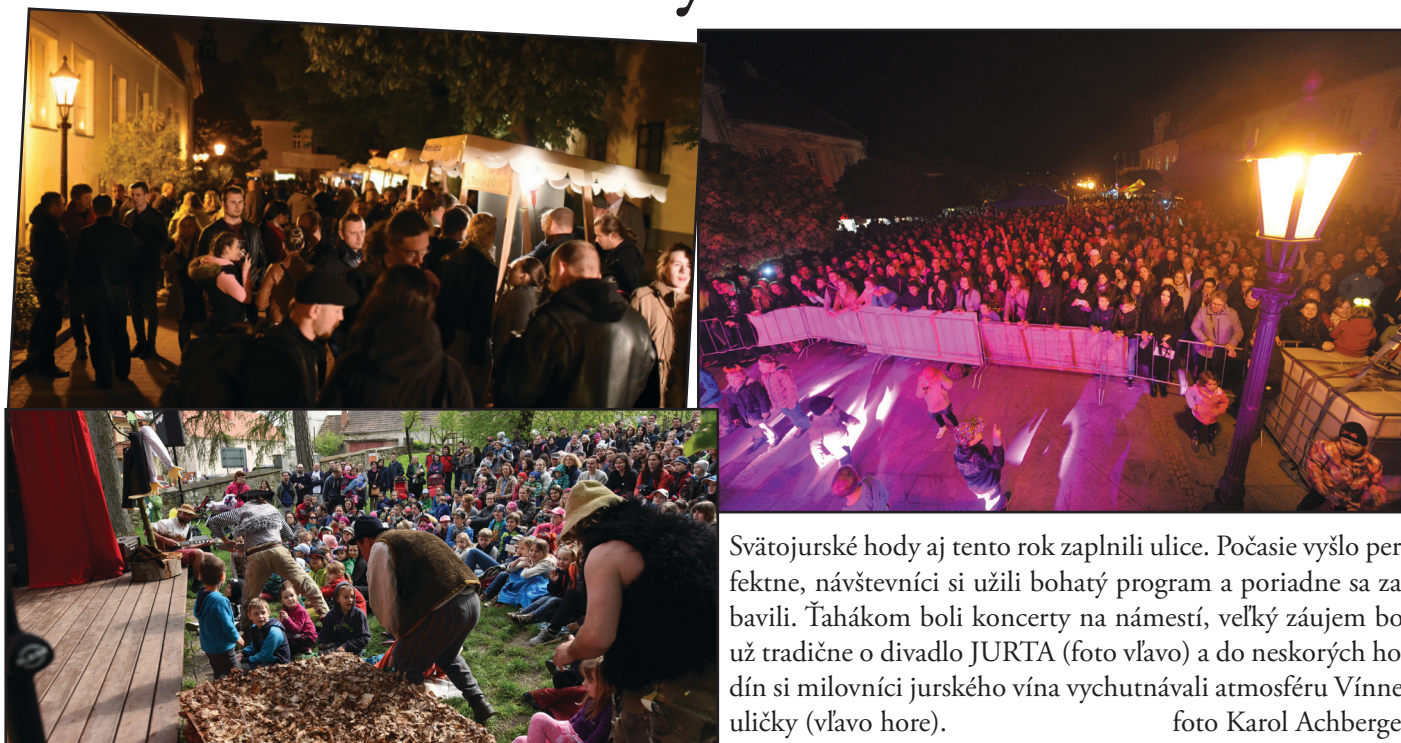 Svätojurské hody aj tento rok zaplnili ulice. Počasie vyšlo per
fektne, návštevníci si užili bohatý program a poriadne sa za
bavili. Ťahákom boli koncerty na námestí, veľký záujem bo
už tradične o divadlo JURTA (foto vľavo) a do neskorých ho
dín si milovníci jurského vína vychutnávali atmosféru Vínne
uličky (vľavo hore). foto Karol Achberge